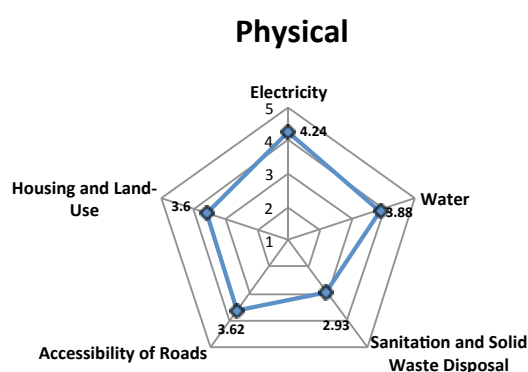 Physical
Electricity
5
4.24
4
3
Housing and Land-
Use
3.6
Water
3.88
2
1
3.62
2.93
Accessibility of Roads
Sanitation and Solid
Waste Disposal